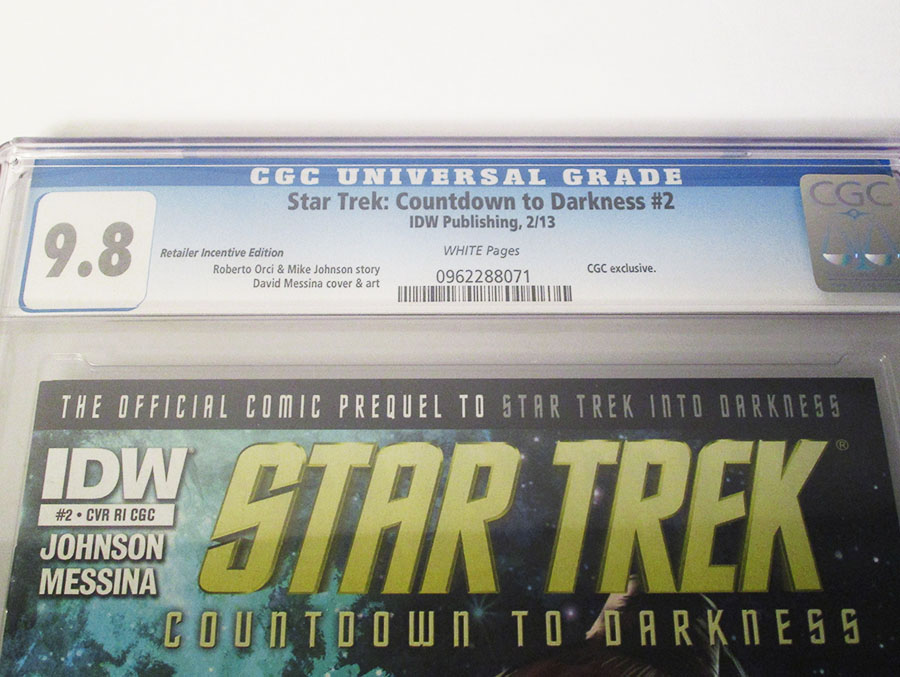 CGC UNIVERSAL GRADE
9.8
Star Trek: Countdown to Darkness #2
IDW Publishing, 2/13
CGC
Retailer Incentive Edition
WHITE Pages
Roberto Orci & Mike Johnson story
David Messina cover & art
0962288071
CGC exclusive.
THE OFFICIAL COMIC PREQUEL TO STAR TREK INTO DARKNESS
IDW
#2 • CVR RI CGC
JOHNSON
MESSINA
STAR TREK®
COUNTDOWN TO DARKNESS